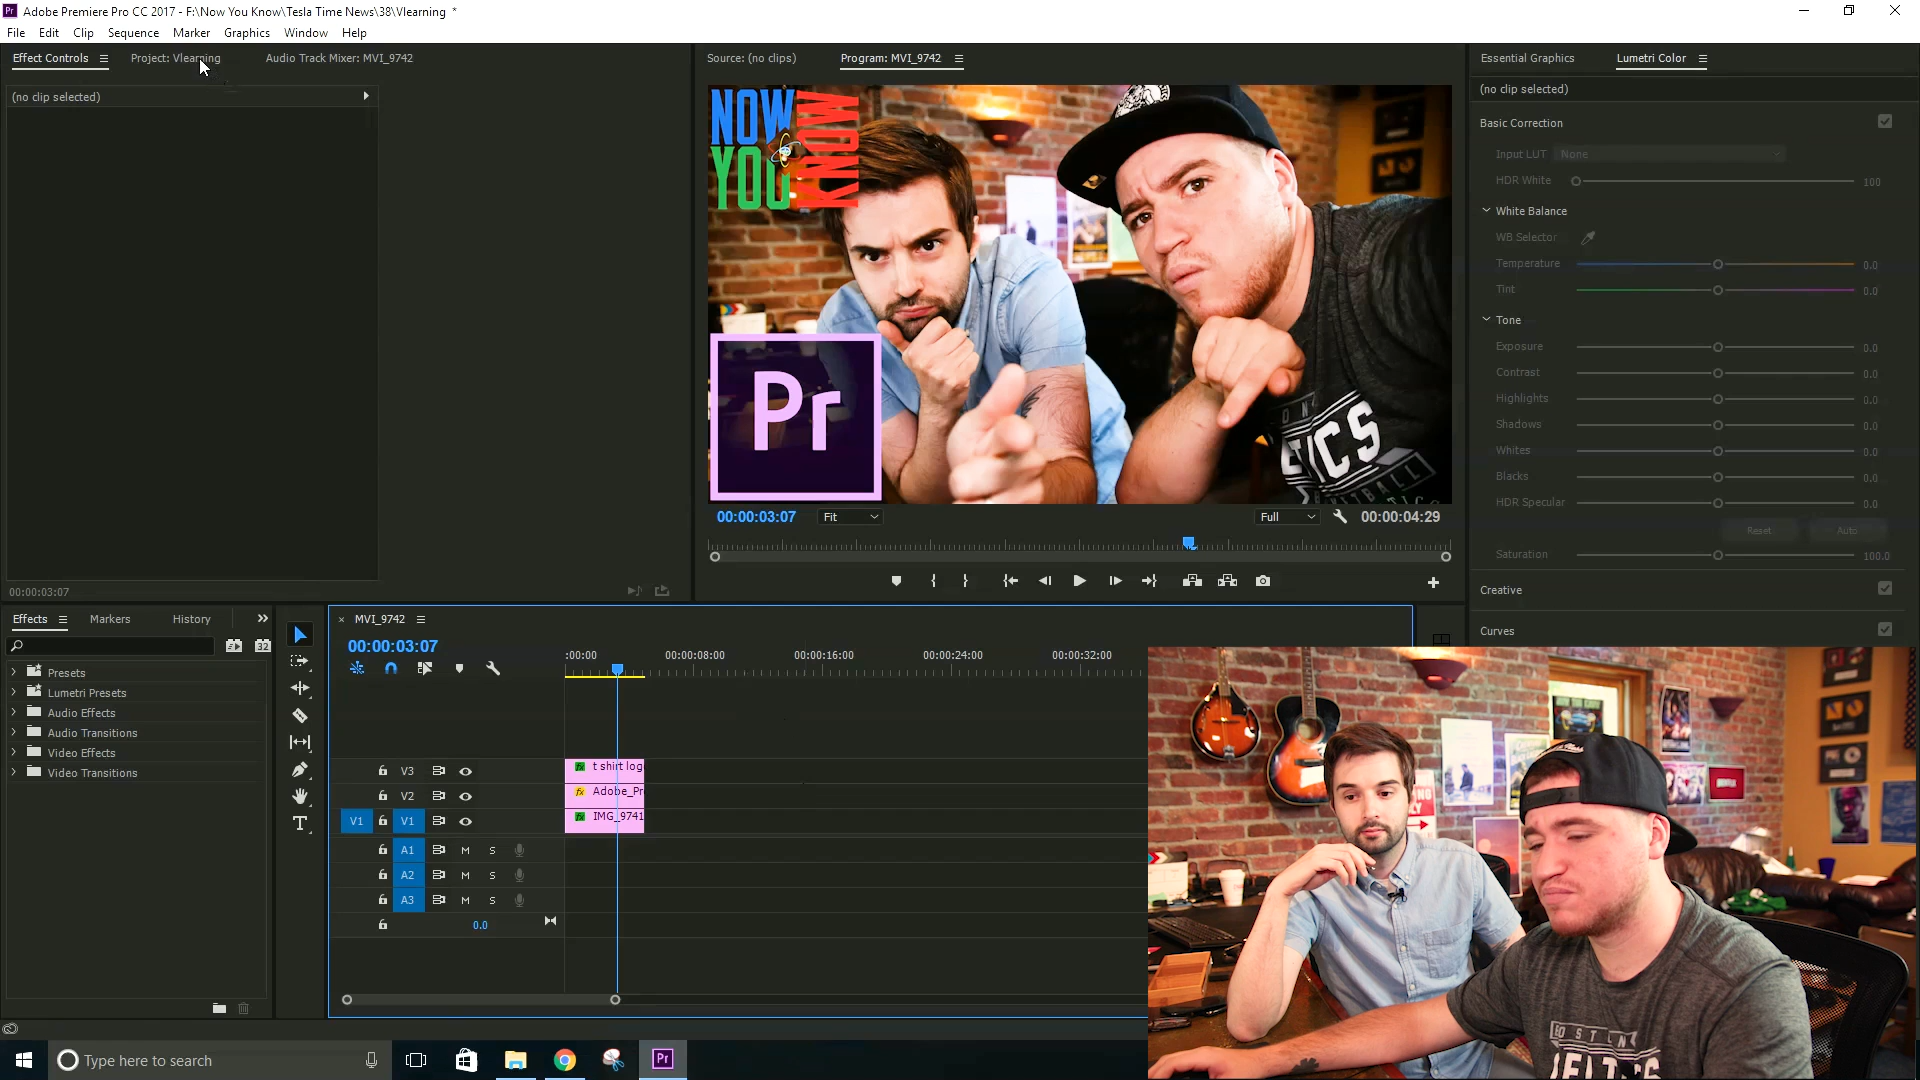 Adobe Premiere Pro CC 2017 - F:\Now You Know\Tesla Time News\38\Vlearning *
File Edit Clip Sequence Marker Graphics Window Help
Effect Controls Project: Vlearning Audio Track Mixer: MVI_9742
(no clip selected)
00:00:03:07
Source: (no clips) Program: MVI_9742
NOW
YOU
KNOW
Pr
00:00:03:07 Fit Full 00:00:04:29
Essential Graphics Lumetri Color
(no clip selected)
Basic Correction
Input LUT None
HDR White 100
White Balance
WB Selector
Temperature 0.0
Tint 0.0
Tone
Exposure 0.0
Contrast 0.0
Highlights 0.0
Shadows 0.0
Whites 0.0
Blacks 0.0
HDR Specular 0.0
Reset Auto
Saturation 100.0
Creative
Curves
Effects Markers History
32
Presets
Lumetri Presets
Audio Effects
Audio Transitions
Video Effects
Video Transitions
MVI_9742
00:00:03:07
:00:00 00:00:08:00 00:00:16:00 00:00:24:00 00:00:32:00
V3 fx t shirt log
V2 fx Adobe_Pr
V1 V1 fx IMG_9741
A1 M S
A2 M S
A3 M S
0.0
Type here to search
Pr